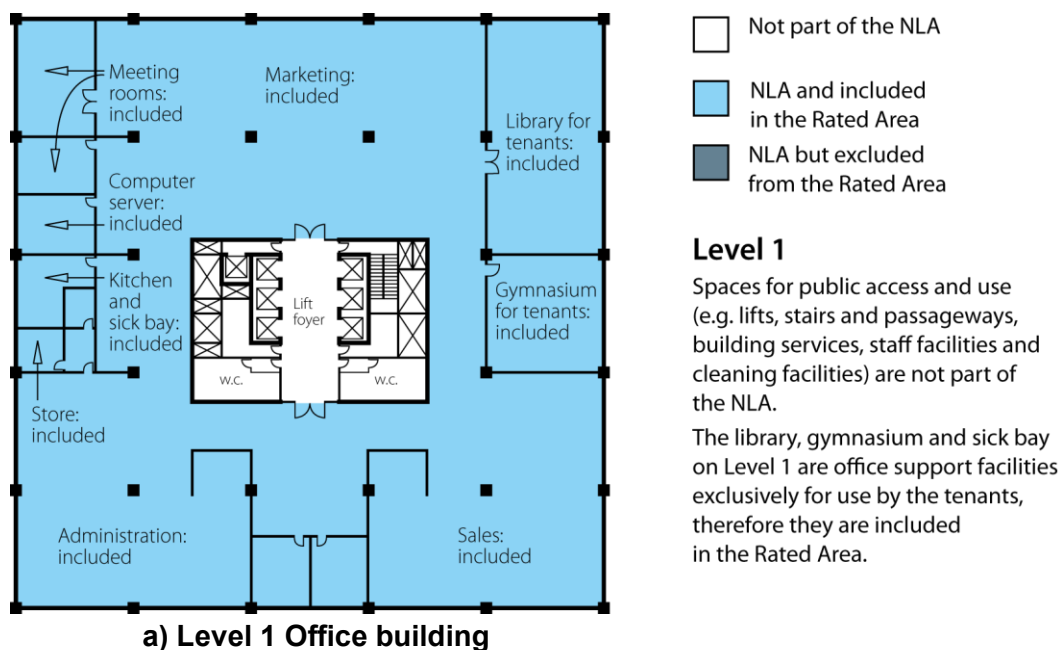 Meeting
rooms:
included
Marketing:
included
Library for
tenants:
included
Computer
server:
included
Kitchen
and
sick bay:
included
Gymnasium
for tenants:
included
Lift
foyer
w.c.
w.c.
Store:
included
Administration:
included
Sales:
included
a) Level 1 Office building
Not part of the NLA
NLA and included
in the Rated Area
NLA but excluded
from the Rated Area
Level 1
Spaces for public access and use
(e.g. lifts, stairs and passageways,
building services, staff facilities and
cleaning facilities) are not part of
the NLA.
The library, gymnasium and sick bay
on Level 1 are office support facilities
exclusively for use by the tenants,
therefore they are included
in the Rated Area.